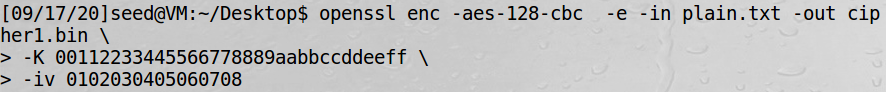 [09/17/20]seed@VM:~/Desktop$ openssl enc -aes-128-cbc  -e -in plain.txt -out cip
her1.bin \
> -K 00112233445566778889aabbccddeeff \
> -iv 0102030405060708